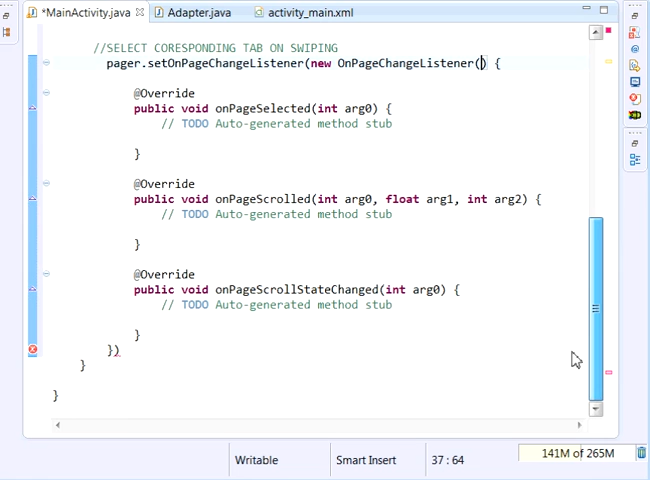 *MainActivity.java Adapter.java activity_main.xml
//SELECT CORESPONDING TAB ON SWIPING
pager.setOnPageChangeListener(new OnPageChangeListener() {
@Override
public void onPageSelected(int arg0) {
// TODO Auto-generated method stub
}
@Override
public void onPageScrolled(int arg0, float arg1, int arg2) {
// TODO Auto-generated method stub
}
@Override
public void onPageScrollStateChanged(int arg0) {
// TODO Auto-generated method stub
}
})
}
}
Writable Smart Insert 37 : 64 141M of 265M